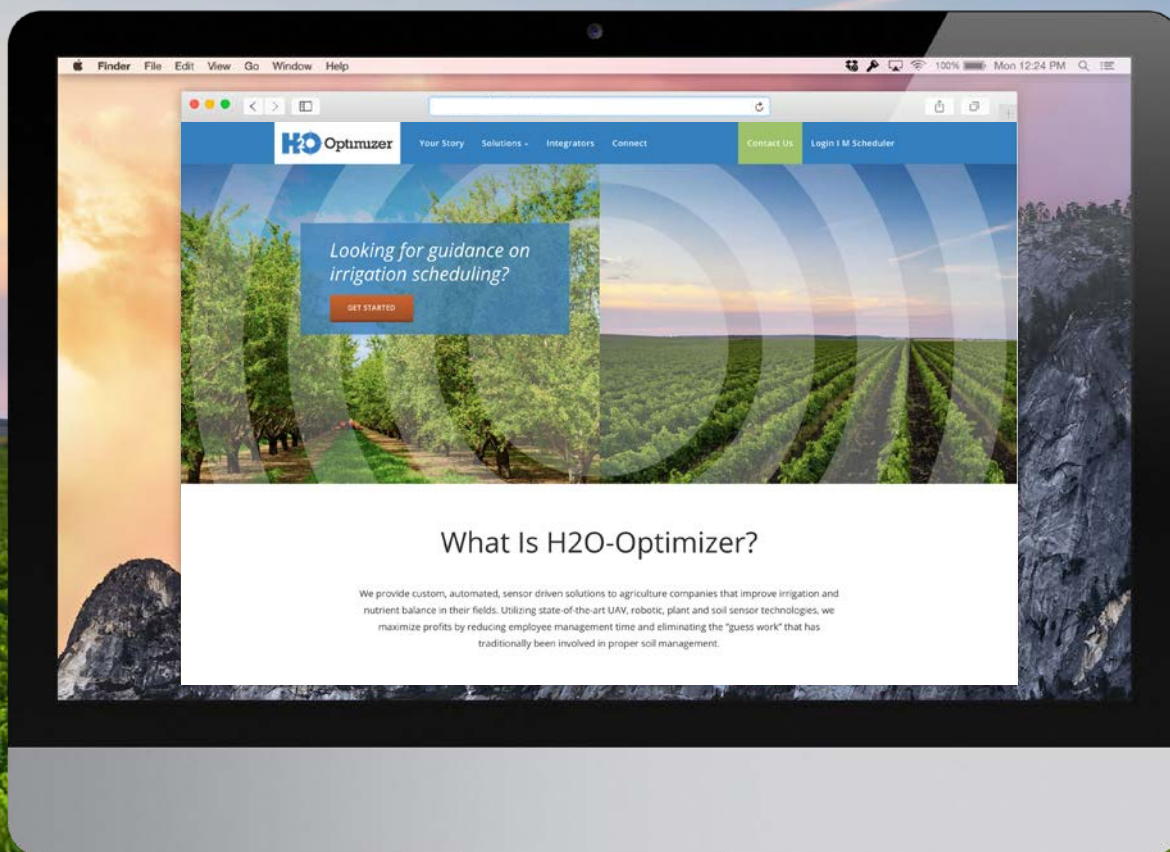 Finder File Edit View Go Window Help
100% Mon 12:24 PM
H2O Optimizer
Your Story Solutions Integrators Connect
Contact Us Login I M Scheduler
Looking for guidance on
irrigation scheduling?
GET STARTED
What Is H2O-Optimizer?
We provide custom, automated, sensor driven solutions to agriculture companies that improve irrigation and
nutrient balance in their fields. Utilizing state-of-the-art UAV, robotic, plant and soil sensor technologies, we
maximize profits by reducing employee management time and eliminating the "guess work" that has
traditionally been involved in proper soil management.